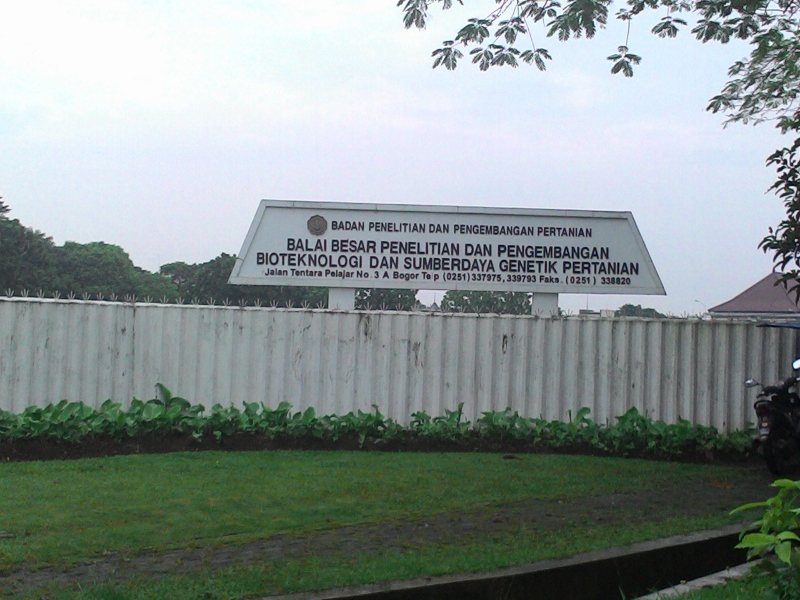 BADAN PENELITIAN DAN PENGEMBANGAN PERTANIAN
BALAI BESAR PENELITIAN DAN PENGEMBANGAN
BIOTEKNOLOGI DAN SUMBERDAYA GENETIK PERTANIAN
Jalan Tentara Pelajar No. 3 A Bogor Te p (0251) 337975, 339793 Faks. (0251) 338820